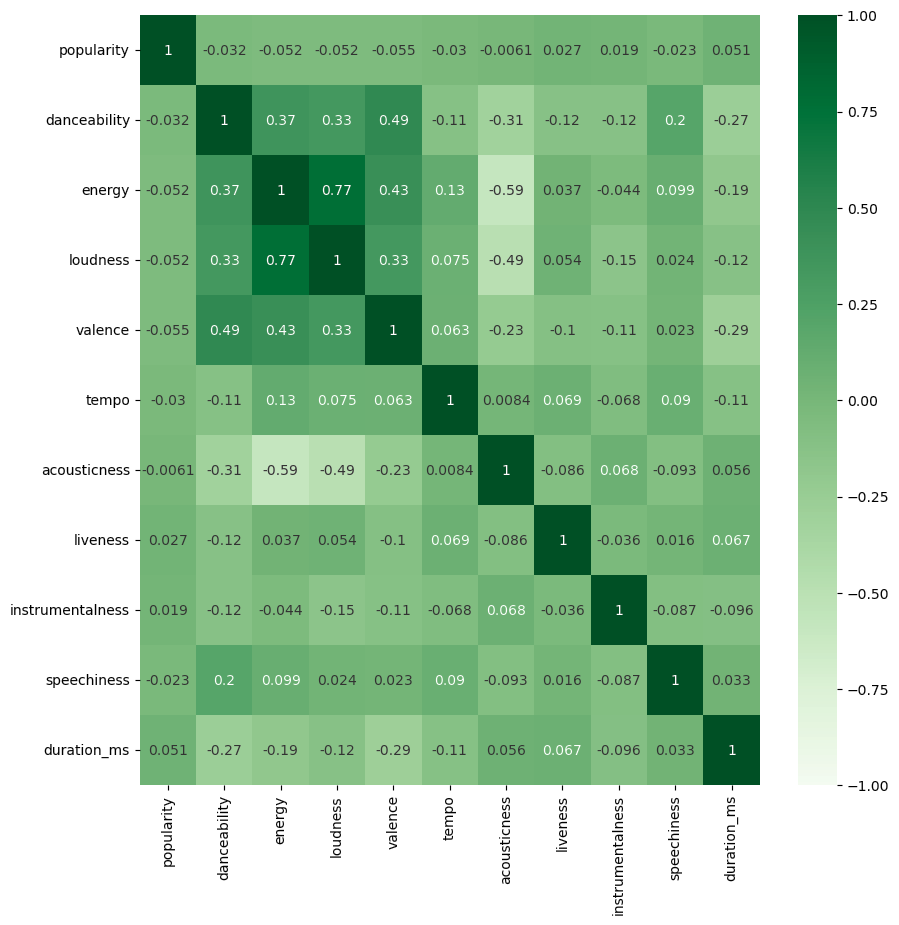 popularity 1 -0.032 -0.052 -0.052 -0.055 -0.03 -0.0061 0.027 0.019 -0.023 0.051
danceability -0.032 1 0.37 0.33 0.49 -0.11 -0.31 -0.12 -0.12 0.2 -0.27
energy -0.052 0.37 1 0.77 0.43 0.13 -0.59 0.037 -0.044 0.099 -0.19
loudness -0.052 0.33 0.77 1 0.33 0.075 -0.49 0.054 -0.15 0.024 -0.12
valence -0.055 0.49 0.43 0.33 1 0.063 -0.23 -0.1 -0.11 0.023 -0.29
tempo -0.03 -0.11 0.13 0.075 0.063 1 0.0084 0.069 -0.068 0.09 -0.11
acousticness -0.0061 -0.31 -0.59 -0.49 -0.23 0.0084 1 -0.086 0.068 -0.093 0.056
liveness 0.027 -0.12 0.037 0.054 -0.1 0.069 -0.086 1 -0.036 0.016 0.067
instrumentalness 0.019 -0.12 -0.044 -0.15 -0.11 -0.068 0.068 -0.036 1 -0.087 -0.096
speechiness -0.023 0.2 0.099 0.024 0.023 0.09 -0.093 0.016 -0.087 1 0.033
duration_ms 0.051 -0.27 -0.19 -0.12 -0.29 -0.11 0.056 0.067 -0.096 0.033 1
popularity
danceability
energy
loudness
valence
tempo
acousticness
liveness
instrumentalness
speechiness
duration_ms
1.00
0.75
0.50
0.25
0.00
−0.25
−0.50
−0.75
−1.00